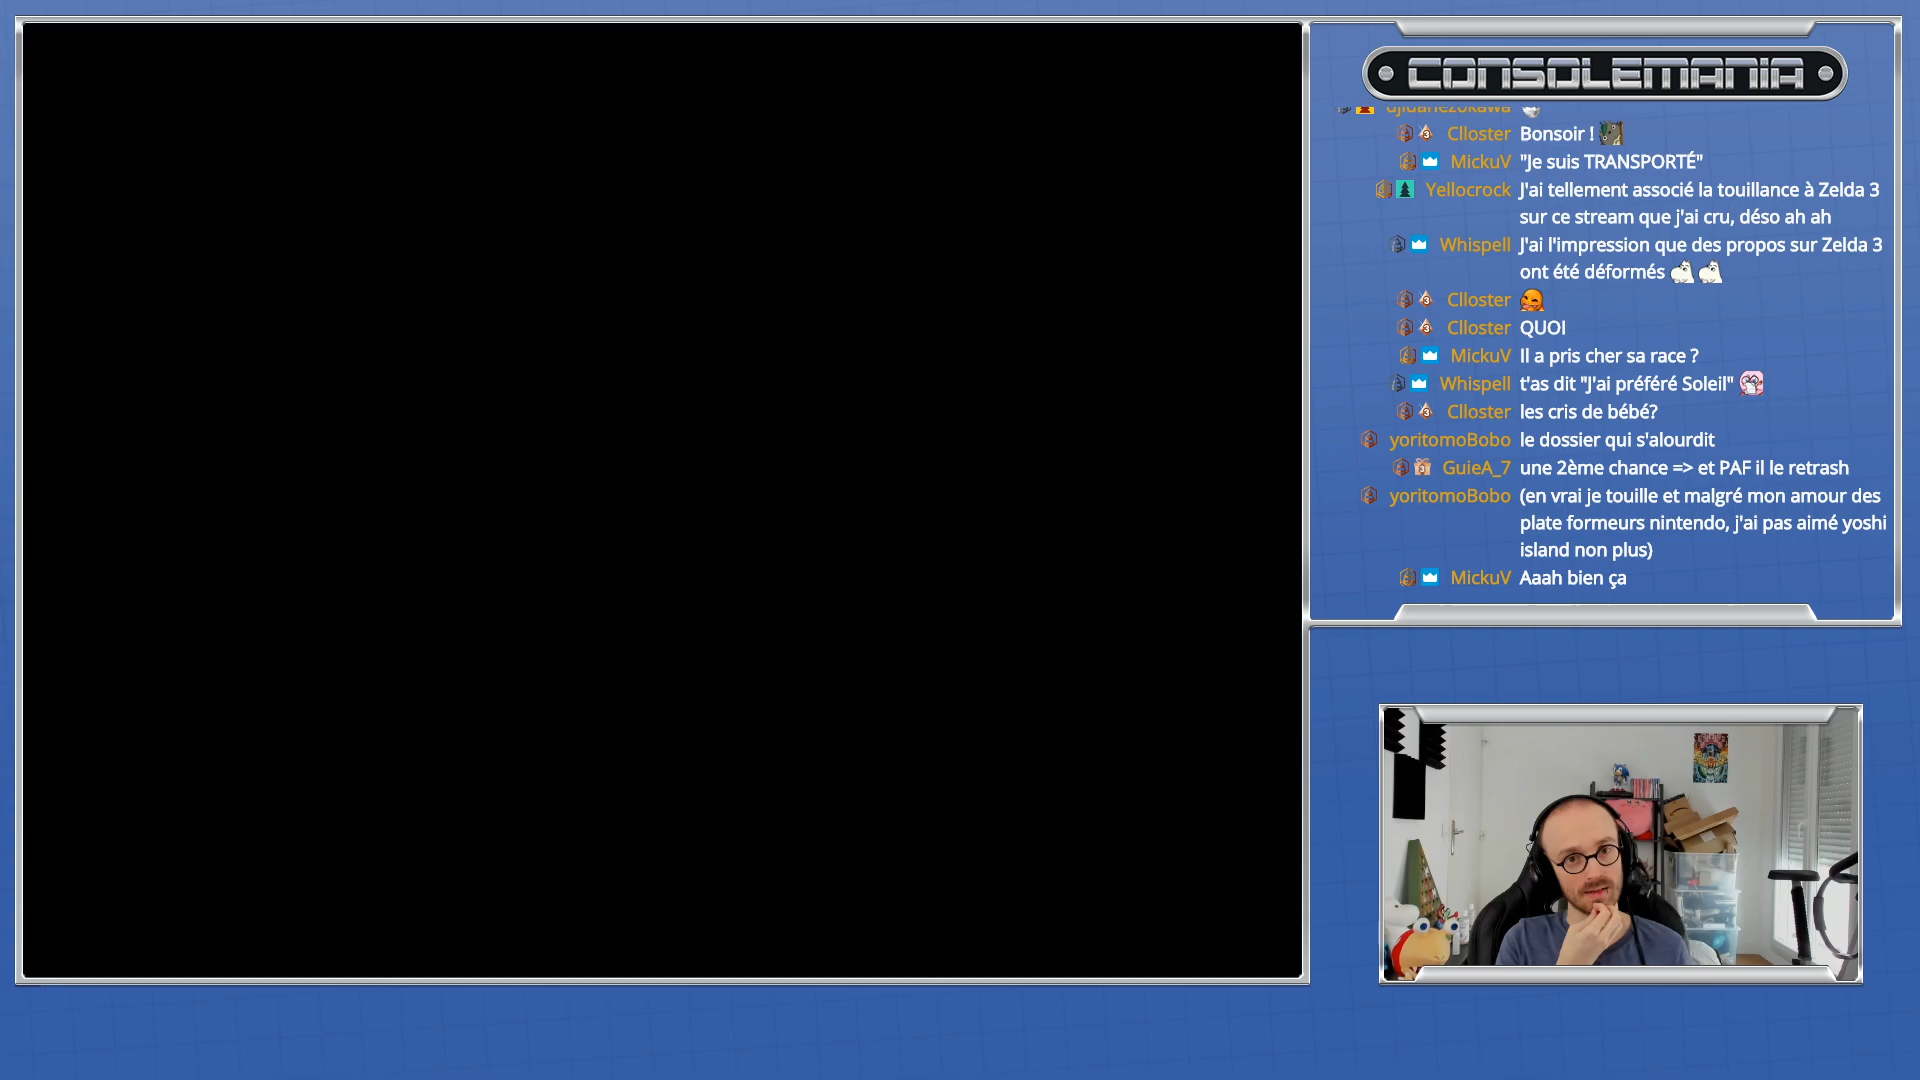 CONSOLEMANIA
Clloster Bonsoir !
MickuV "Je suis TRANSPORTÉ"
Yellocrock J'ai tellement associé la touillance à Zelda 3
sur ce stream que j'ai cru, déso ah ah
Whispell J'ai l'impression que des propos sur Zelda 3
ont été déformés
Clloster
Clloster QUOI
MickuV Il a pris cher sa race ?
Whispell t'as dit "J'ai préféré Soleil"
Clloster les cris de bébé?
yoritomoBobo le dossier qui s'alourdit
GuieA_7 une 2ème chance => et PAF il le retrash
yoritomoBobo (en vrai je touille et malgré mon amour des
plate formeurs nintendo, j'ai pas aimé yoshi
island non plus)
MickuV Aaah bien ça